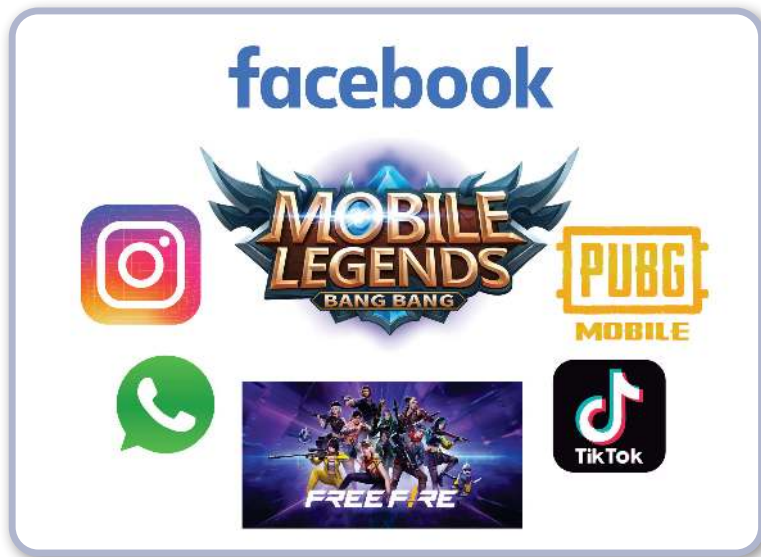 facebook
MOBILE
LEGENDS
BANG BANG
PUBG
MOBILE
FREE FIRE
TikTok